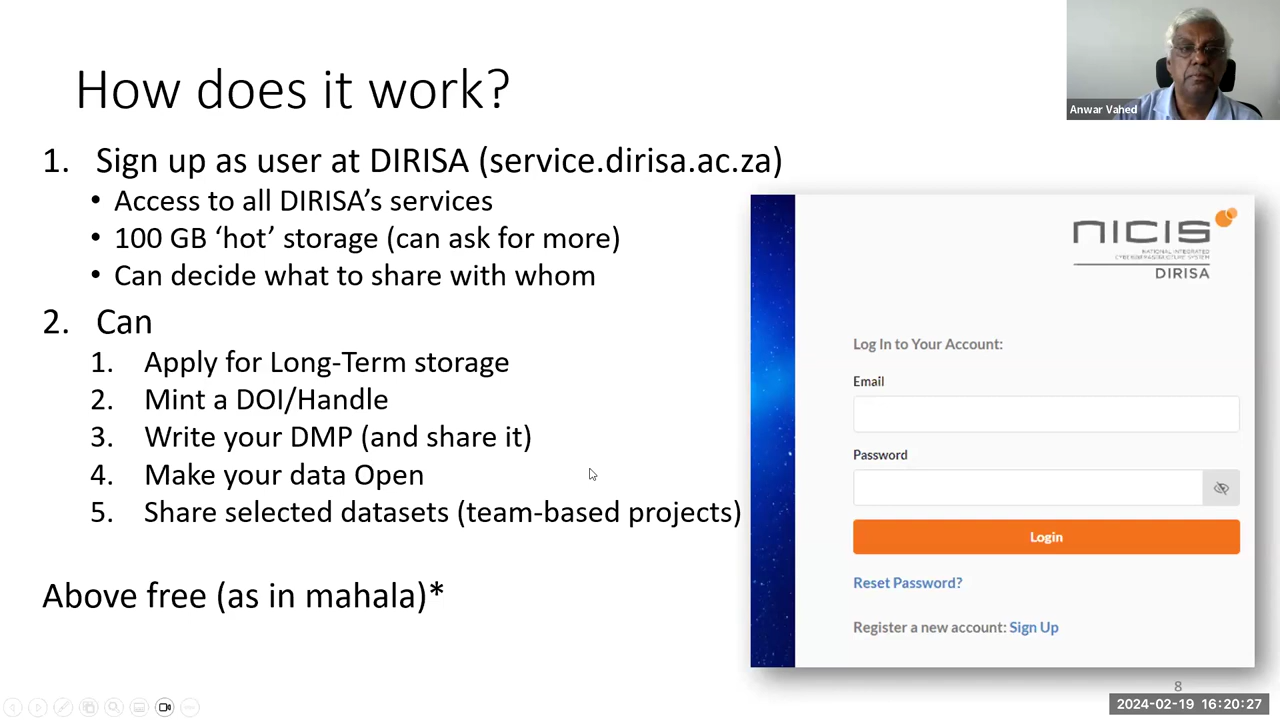 How does it work?
Anwar Vahed
1. Sign up as user at DIRISA (service.dirisa.ac.za)
• Access to all DIRISA’s services
• 100 GB ‘hot’ storage (can ask for more)
• Can decide what to share with whom
2. Can
1. Apply for Long-Term storage
2. Mint a DOI/Handle
3. Write your DMP (and share it)
4. Make your data Open
5. Share selected datasets (team-based projects)
Above free (as in mahala)*
NICIS
NATIONAL INTEGRATED
CYBERINFRASTRUCTURE SYSTEM
DIRISA
Log In to Your Account:
Email
Password
Login
Reset Password?
Register a new account: Sign Up
8
2024-02-19 16:20:27